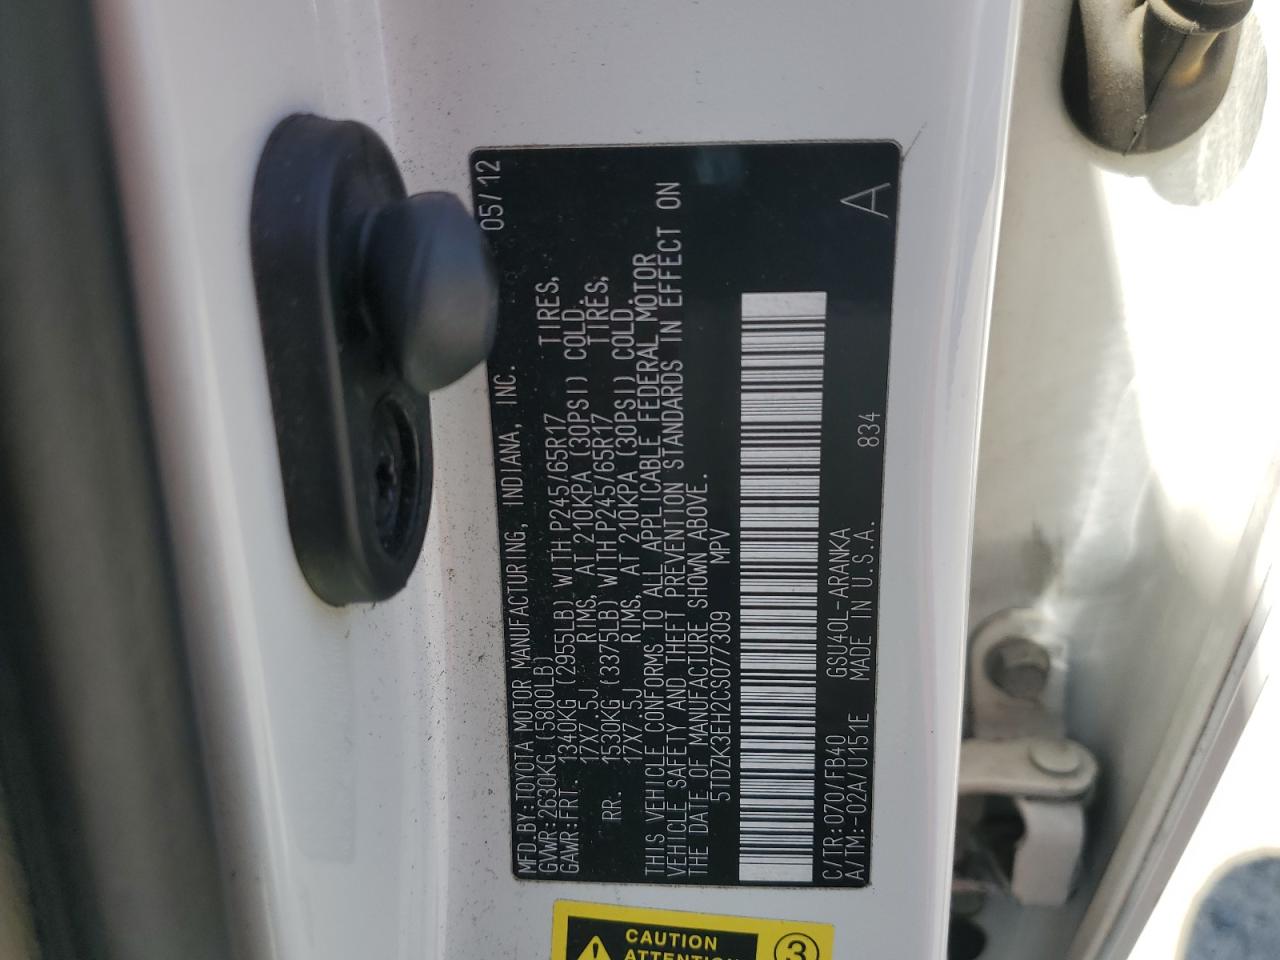 MFD.BY:TOYOTA MOTOR MANUFACTURING, INDIANA, INC. 05/12
GVWR:2630KG (5800LB)
GAWR:FRT. 1340KG (2955LB) WITH P245/65R17 TIRES,
17X7.5J RIMS, AT 210KPA (30PSI) COLD.
RR. 1530KG (3375LB) WITH P245/65R17 TIRES,
17X7.5J RIMS, AT 210KPA (30PSI) COLD.
THIS VEHICLE CONFORMS TO ALL APPLICABLE FEDERAL MOTOR
VEHICLE SAFETY AND THEFT PREVENTION STANDARDS IN EFFECT ON
THE DATE OF MANUFACTURE SHOWN ABOVE.
5TDZK3EH2CS077309 MPV
C/TR:070/FB40 GSU40L-ARANKA 834 A
A/TM:-02A/U151E MADE IN U.S.A.
CAUTION
ATTENTION
3